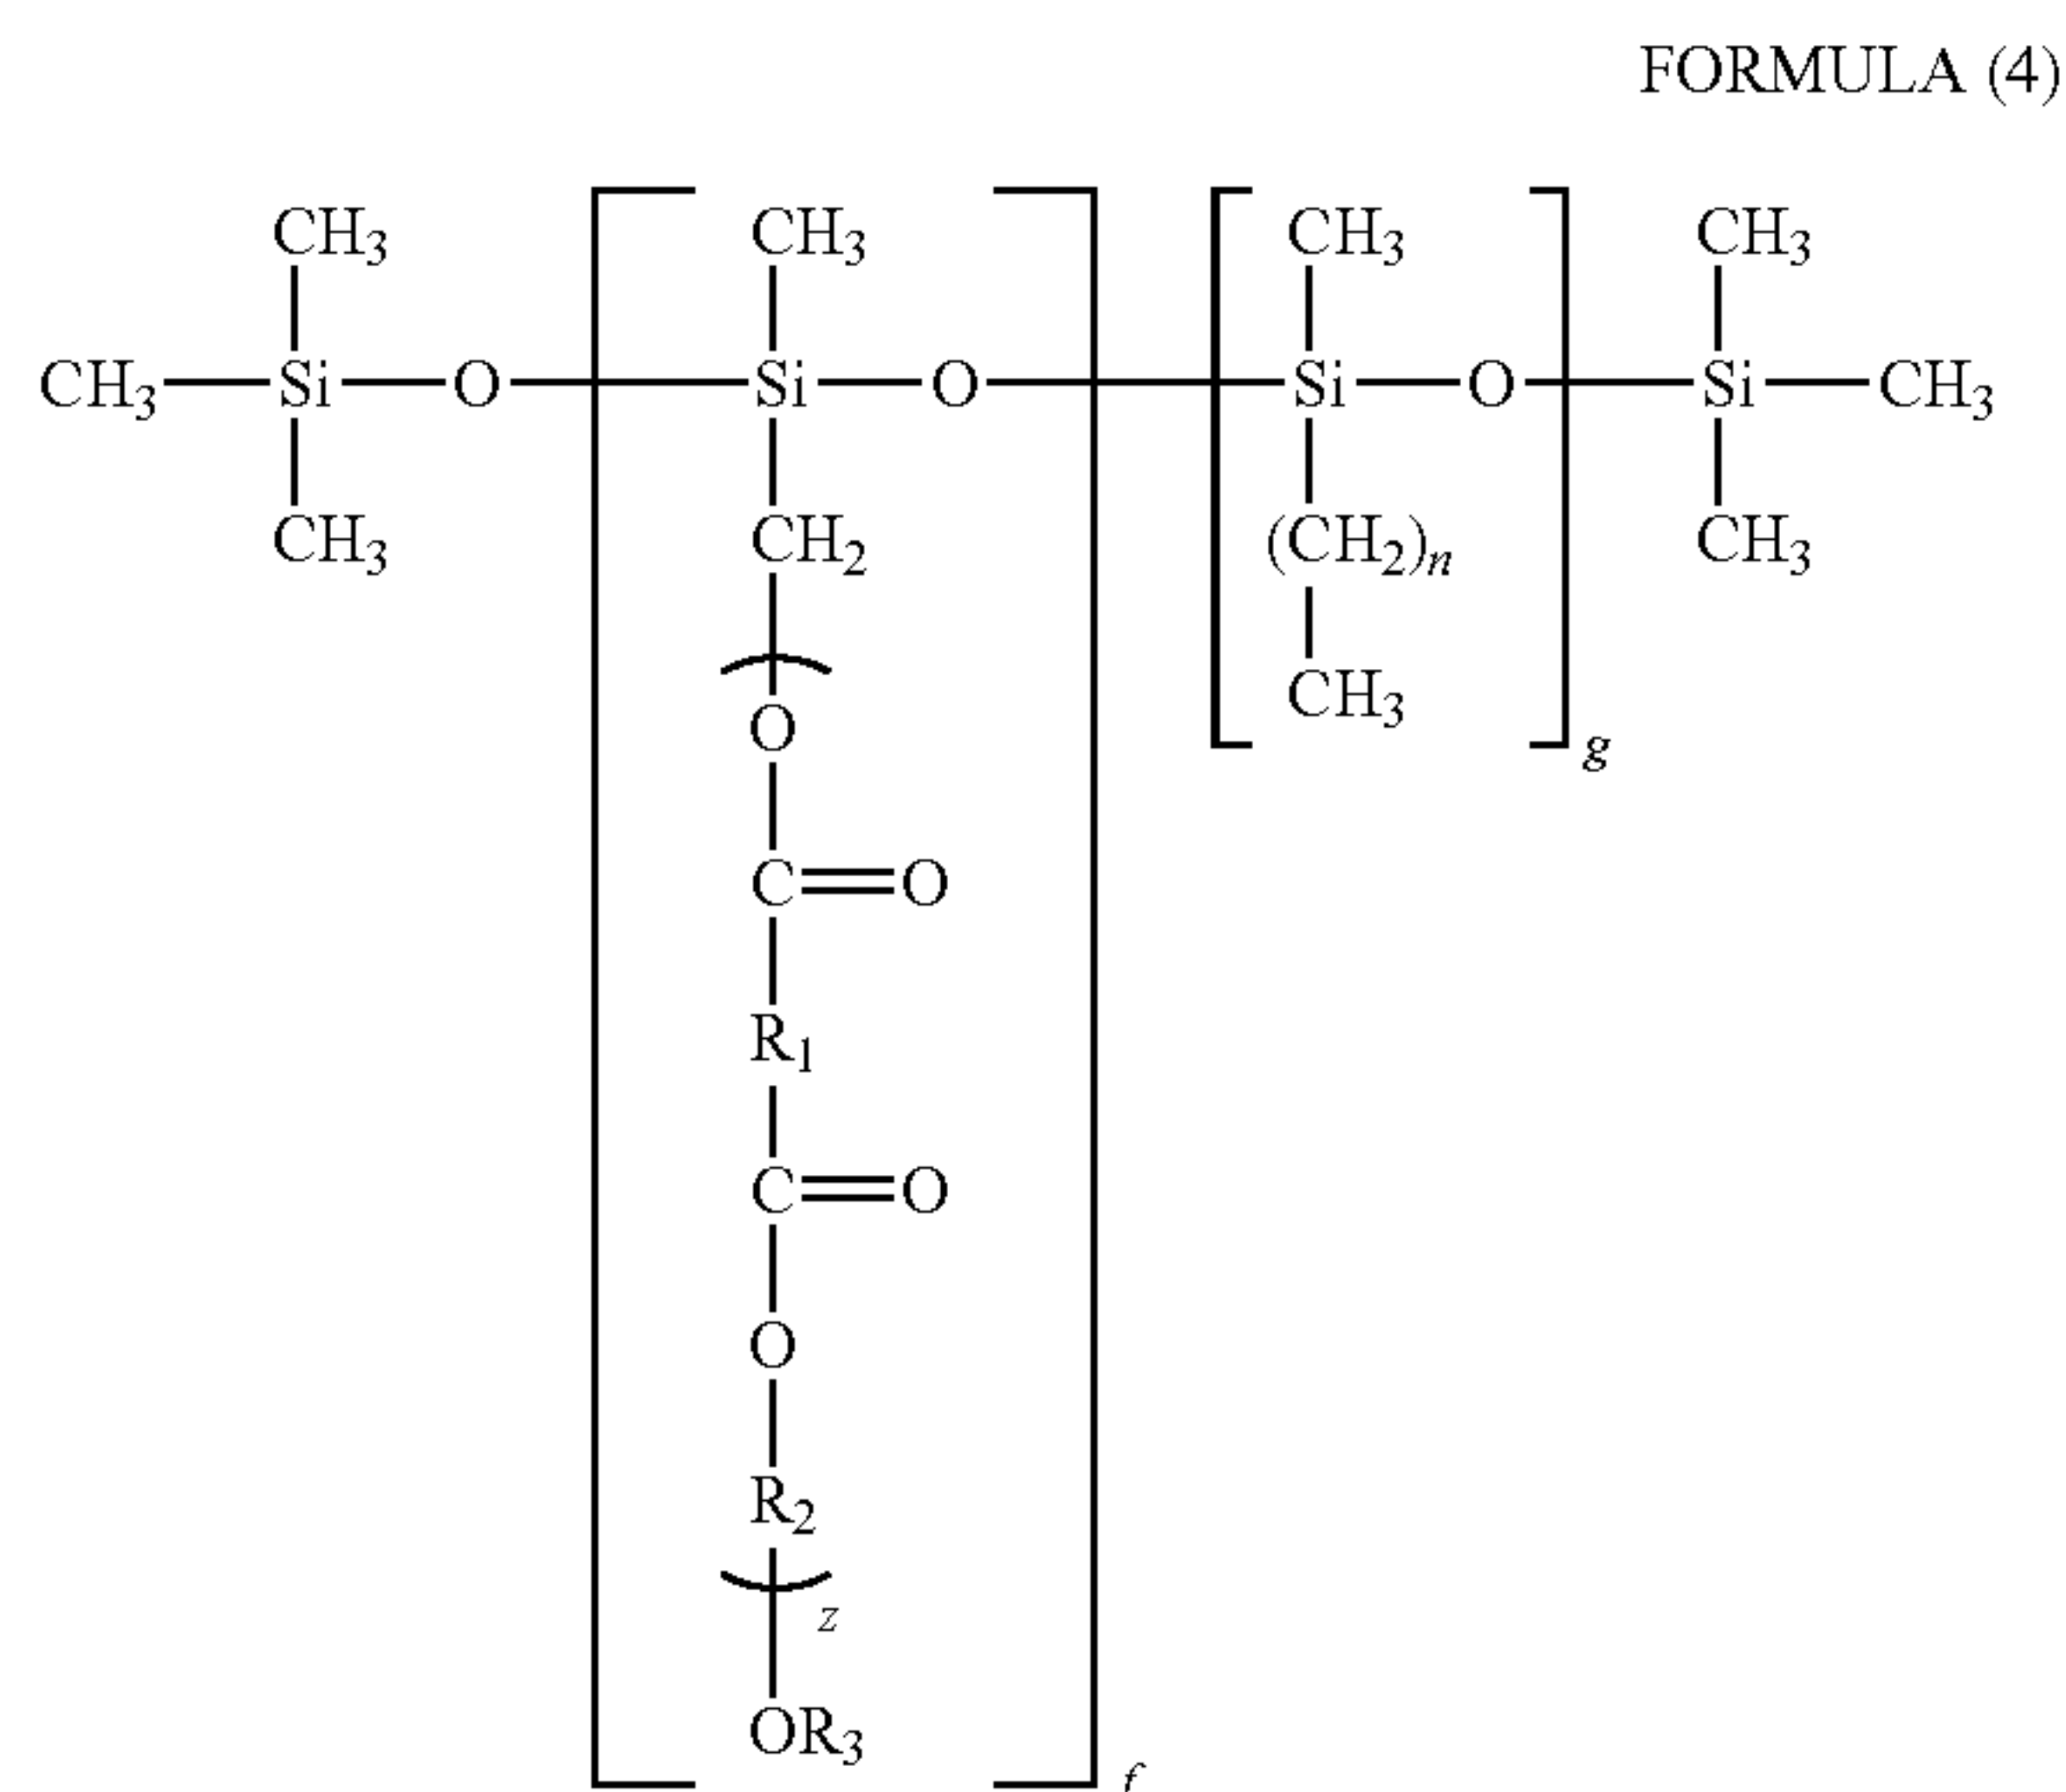 FORMULA (4)
CH3 CH3 CH3 CH3
CH3 Si O Si O Si O Si CH3
CH3 CH2 (CH2)n CH3
O CH3
g
C O
R1
C O
O
R2
z
OR3
f